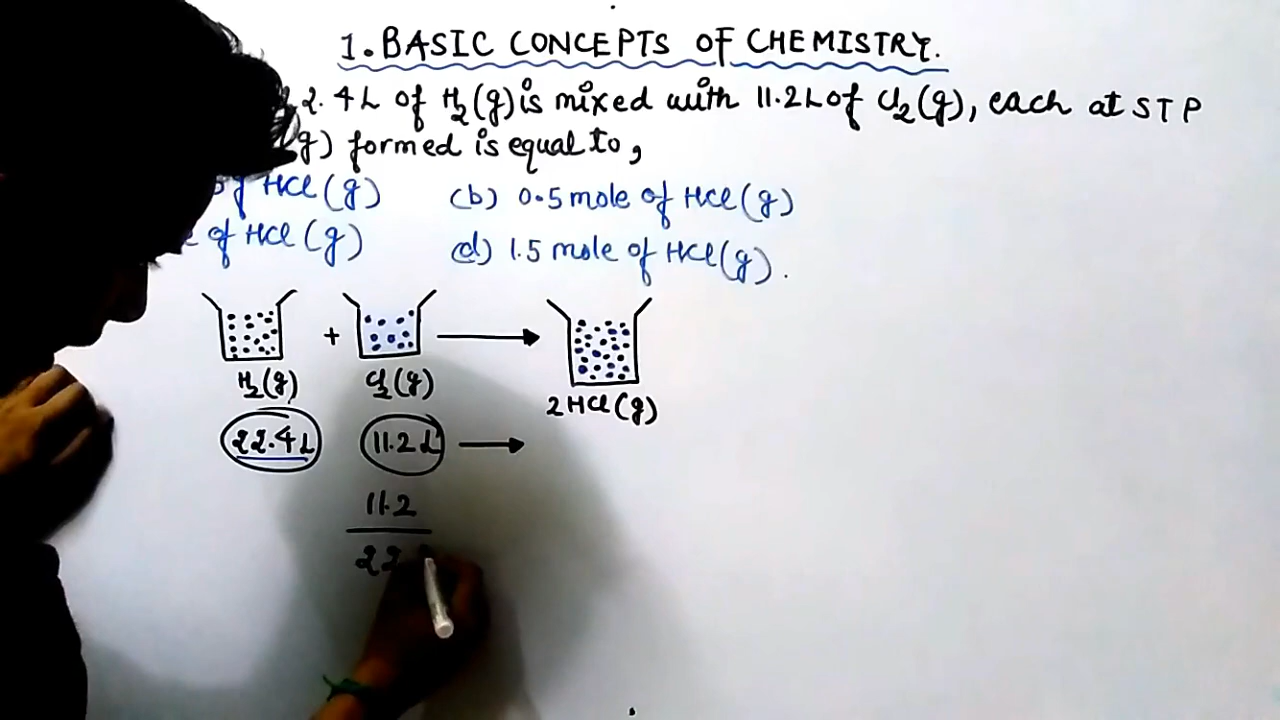 1. BASIC CONCEPTS OF CHEMISTRY.
2.4L of H2(g) is mixed with 11.2L of Cl2(g), each at STP
g) formed is equal to,
of HCl(g) (b) 0.5 mole of HCl(g)
of HCl(g) (d) 1.5 mole of HCl(g).
+
H2(g) Cl2(g) 2HCl(g)
22.4L 11.2L
11.2
22